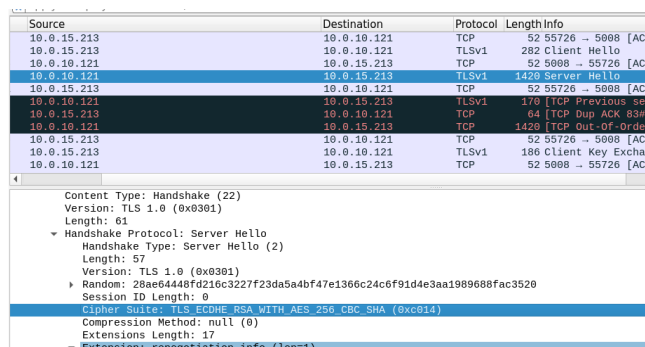 Source Destination Protocol Length Info
10.0.15.213 10.0.10.121 TCP 52 55726 → 5008 [AC
10.0.15.213 10.0.10.121 TLSv1 282 Client Hello
10.0.10.121 10.0.15.213 TCP 52 5008 → 55726 [AC
10.0.10.121 10.0.15.213 TLSv1 1420 Server Hello
10.0.15.213 10.0.10.121 TCP 52 55726 → 5008 [AC
10.0.10.121 10.0.15.213 TLSv1 170 [TCP Previous se
10.0.15.213 10.0.10.121 TCP 64 [TCP Dup ACK 83#
10.0.10.121 10.0.15.213 TCP 1420 [TCP Out-Of-Orde
10.0.15.213 10.0.10.121 TCP 52 55726 → 5008 [AC
10.0.15.213 10.0.10.121 TLSv1 186 Client Key Excha
10.0.10.121 10.0.15.213 TCP 52 5008 → 55726 [AC
Content Type: Handshake (22)
Version: TLS 1.0 (0x0301)
Length: 61
Handshake Protocol: Server Hello
Handshake Type: Server Hello (2)
Length: 57
Version: TLS 1.0 (0x0301)
Random: 28ae64448fd216c3227f23da5a4bf47e1366c24c6f91d4e3aa1989688fac3520
Session ID Length: 0
Cipher Suite: TLS_ECDHE_RSA_WITH_AES_256_CBC_SHA (0xc014)
Compression Method: null (0)
Extensions Length: 17
Extension: renegotiation_info (len=1)